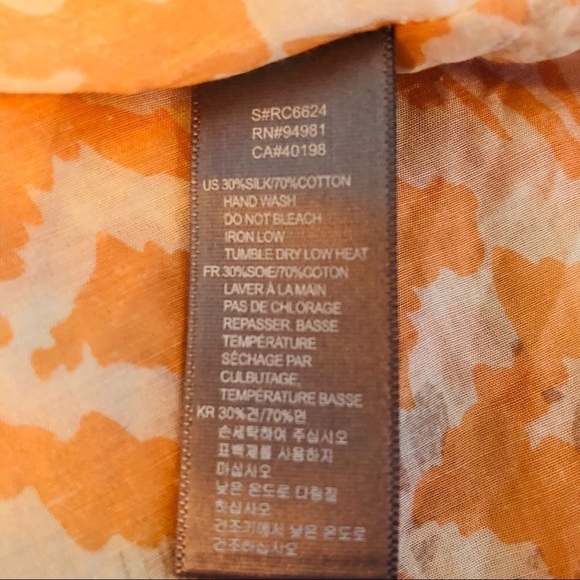 S#RC6624
RN#94981
CA#40198
US 30%SILK/70%COTTON
HAND WASH
DO NOT BLEACH
IRON LOW
TUMBLE DRY LOW HEAT
FR 30%SOIE/70%COTON
LAVER À LA MAIN
PAS DE CHLORAGE
REPASSER, BASSE
TEMPÉRATURE
SÉCHAGE PAR
CULBUTAGE,
TEMPÉRATURE BASSE
KR 30%견/70%면
손세탁하여 주십시오
표백제를 사용하지
마십시오
낮은 온도로 다림질
하십시오
건조기에서 낮은 온도로
건조하십시오